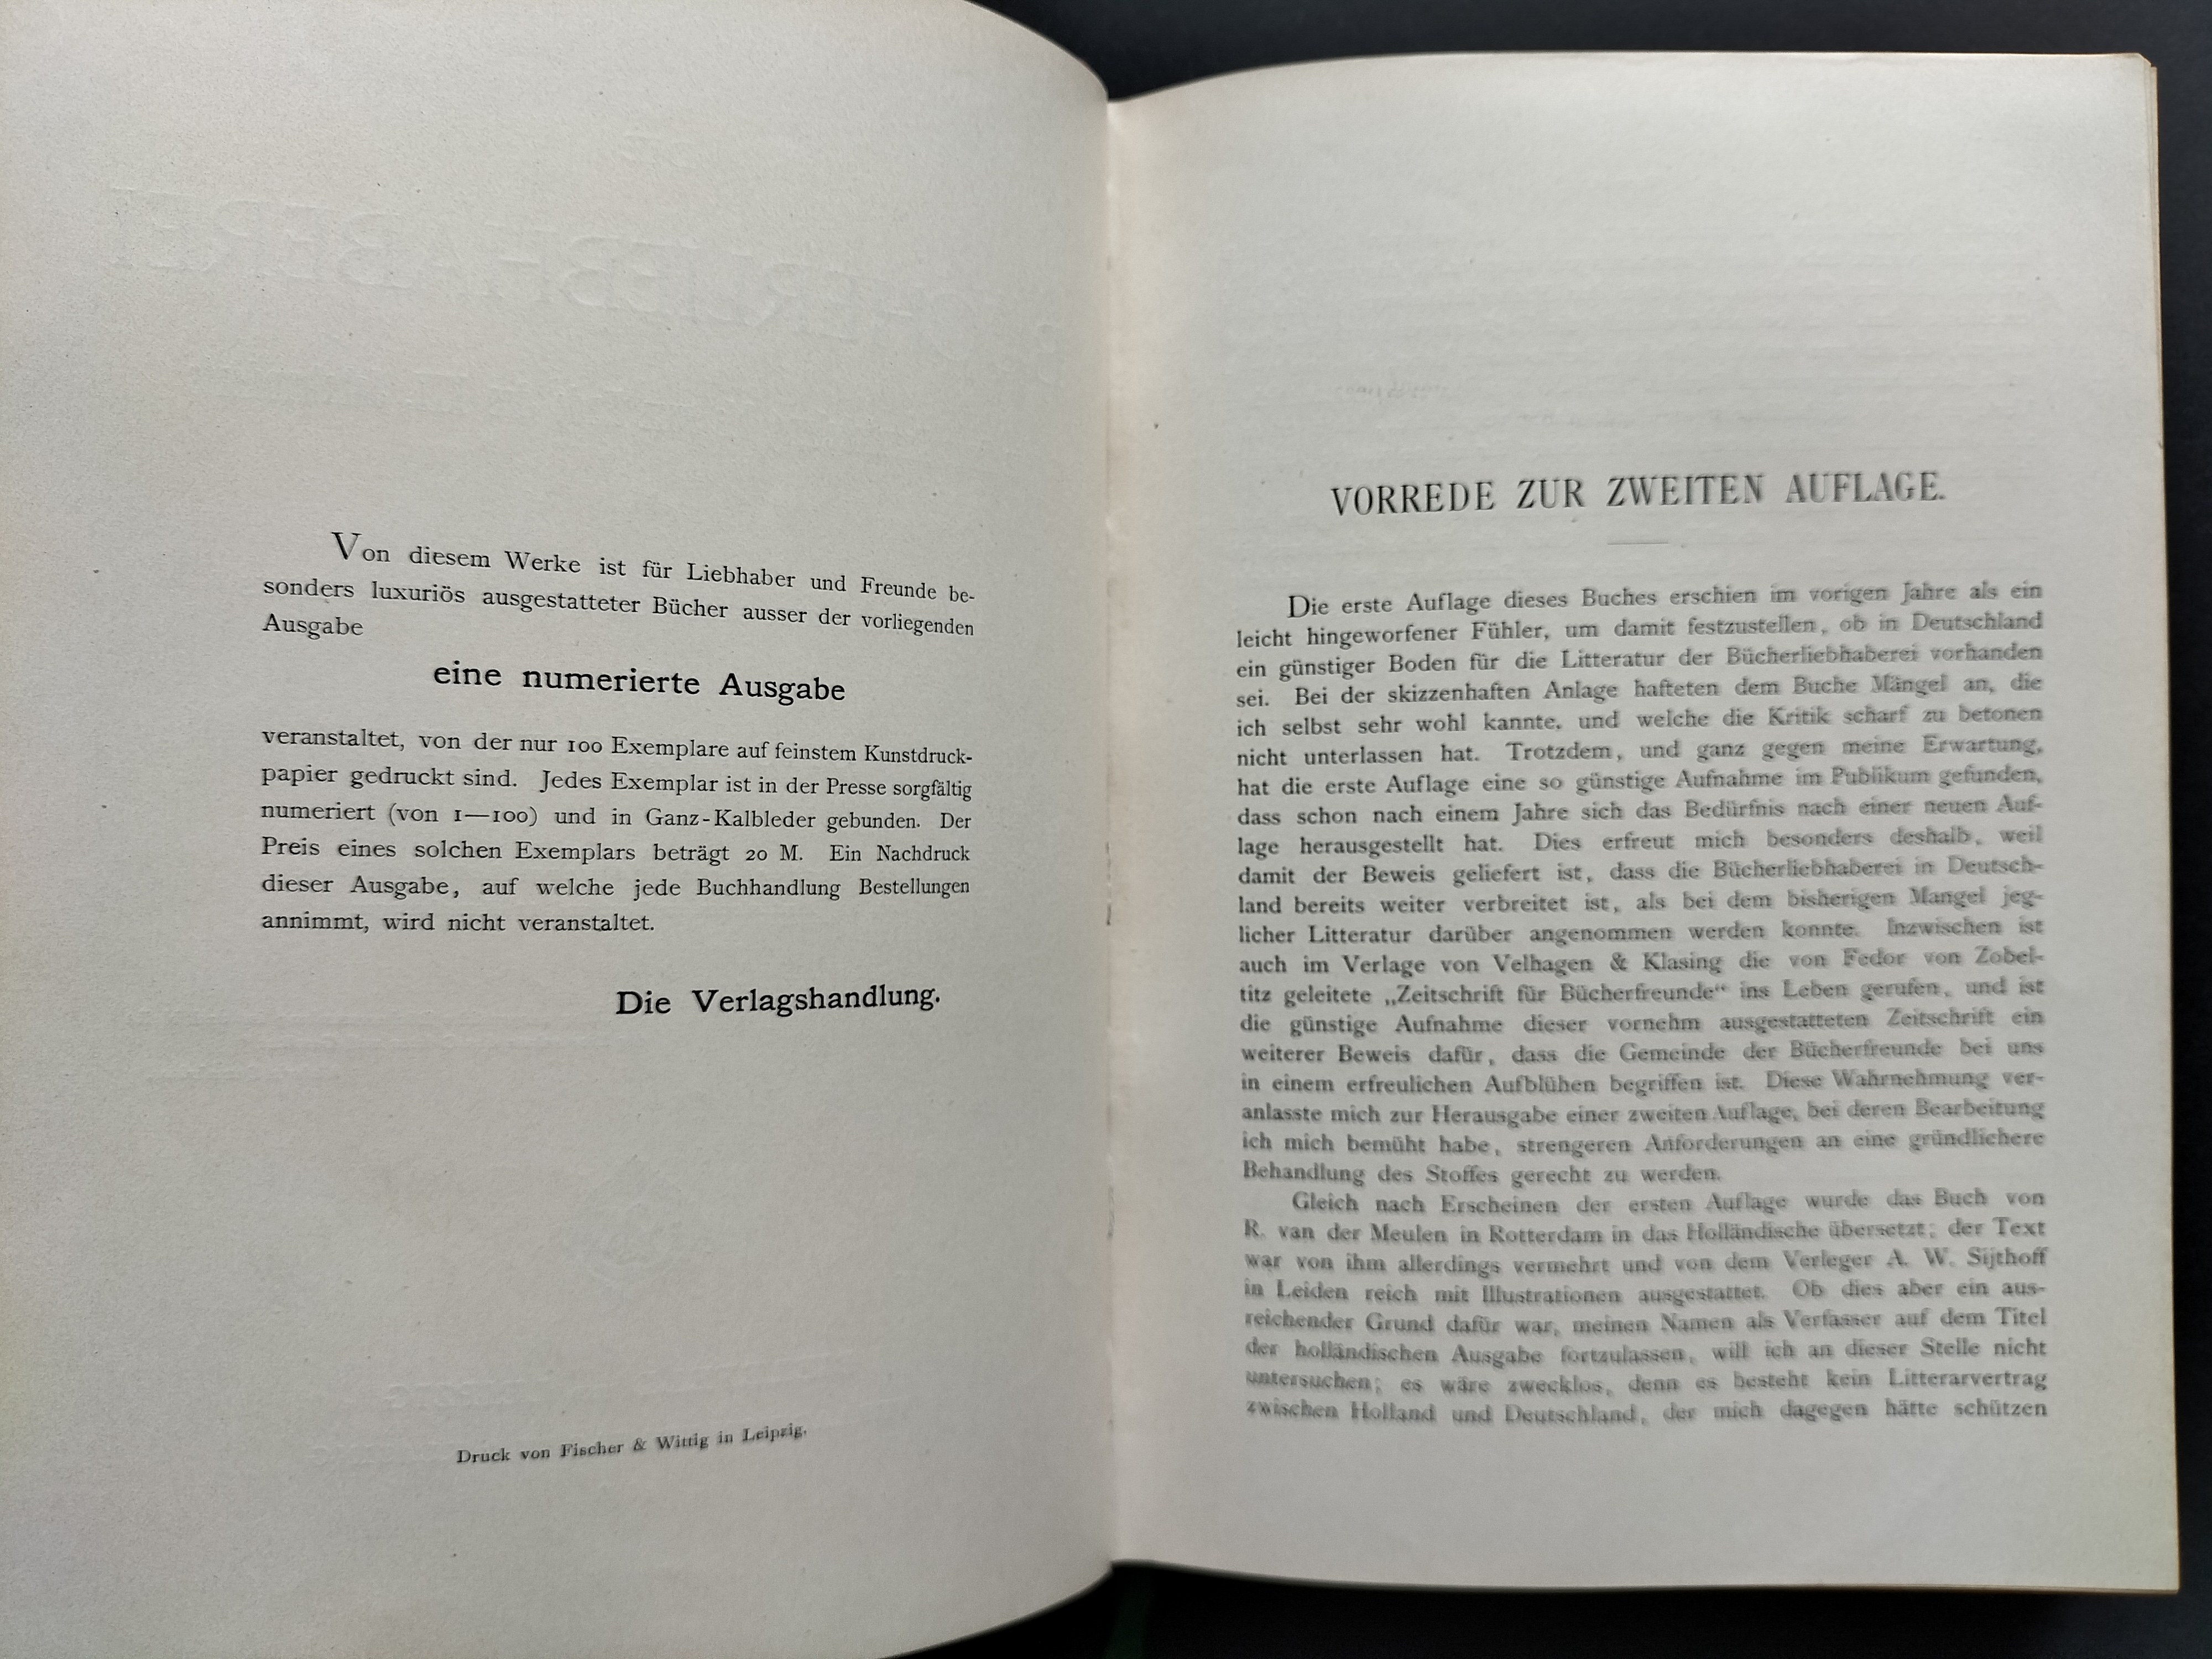 Von diesem Werke ist für Liebhaber und Freunde be-
sonders luxuriös ausgestatteter Bücher ausser der vorliegenden
Ausgabe
eine numerierte Ausgabe
veranstaltet, von der nur 100 Exemplare auf feinstem Kunstdruck-
papier gedruckt sind. Jedes Exemplar ist in der Presse sorgfältig
numeriert (von 1—100) und in Ganz-Kalbleder gebunden. Der
Preis eines solchen Exemplars beträgt 20 M. Ein Nachdruck
dieser Ausgabe, auf welche jede Buchhandlung Bestellungen
annimmt, wird nicht veranstaltet.
Die Verlagshandlung.
Druck von Fischer & Wittig in Leipzig.
VORREDE ZUR ZWEITEN AUFLAGE.
Die erste Auflage dieses Buches erschien im vorigen Jahre als ein
leicht hingeworfener Fühler, um damit festzustellen, ob in Deutschland
ein günstiger Boden für die Litteratur der Bücherliebhaberei vorhanden
sei. Bei der skizzenhaften Anlage hafteten dem Buche Mängel an, die
ich selbst sehr wohl kannte, und welche die Kritik scharf zu betonen
nicht unterlassen hat. Trotzdem, und ganz gegen meine Erwartung,
hat die erste Auflage eine so günstige Aufnahme im Publikum gefunden,
dass schon nach einem Jahre sich das Bedürfnis nach einer neuen Auf-
lage herausgestellt hat. Dies erfreut mich besonders deshalb, weil
damit der Beweis geliefert ist, dass die Bücherliebhaberei in Deutsch-
land bereits weiter verbreitet ist, als bei dem bisherigen Mangel jeg-
licher Litteratur darüber angenommen werden konnte. Inzwischen ist
auch im Verlage von Velhagen & Klasing die von Fedor von Zobel-
titz geleitete „Zeitschrift für Bücherfreunde“ ins Leben gerufen, und ist
die günstige Aufnahme dieser vornehm ausgestatteten Zeitschrift ein
weiterer Beweis dafür, dass die Gemeinde der Bücherfreunde bei uns
in einem erfreulichen Aufblühen begriffen ist. Diese Wahrnehmung ver-
anlasste mich zur Herausgabe einer zweiten Auflage, bei deren Bearbeitung
ich mich bemüht habe, strengeren Anforderungen an eine gründlichere
Behandlung des Stoffes gerecht zu werden.
Gleich nach Erscheinen der ersten Auflage wurde das Buch von
R. van der Meulen in Rotterdam in das Holländische übersetzt; der Text
war von ihm allerdings vermehrt und von dem Verleger A. W. Sijthoff
in Leiden reich mit Illustrationen ausgestattet. Ob dies aber ein aus-
reichender Grund dafür war, meinen Namen als Verfasser auf dem Titel
der holländischen Ausgabe fortzulassen, will ich an dieser Stelle nicht
untersuchen; es wäre zwecklos, denn es besteht kein Litterarvertrag
zwischen Holland und Deutschland, der mich dagegen hätte schützen